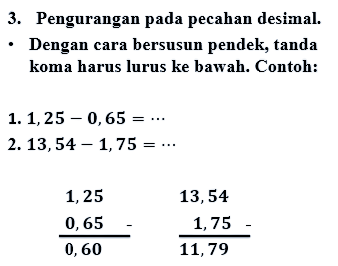 3. Pengurangan pada pecahan desimal.
• Dengan cara bersusun pendek, tanda
koma harus lurus ke bawah. Contoh:
1. 1,25 − 0,65 = ⋯
2. 13,54 − 1,75 = ⋯
1,25 13,54
0,65 - 1,75 -
0,60 11,79